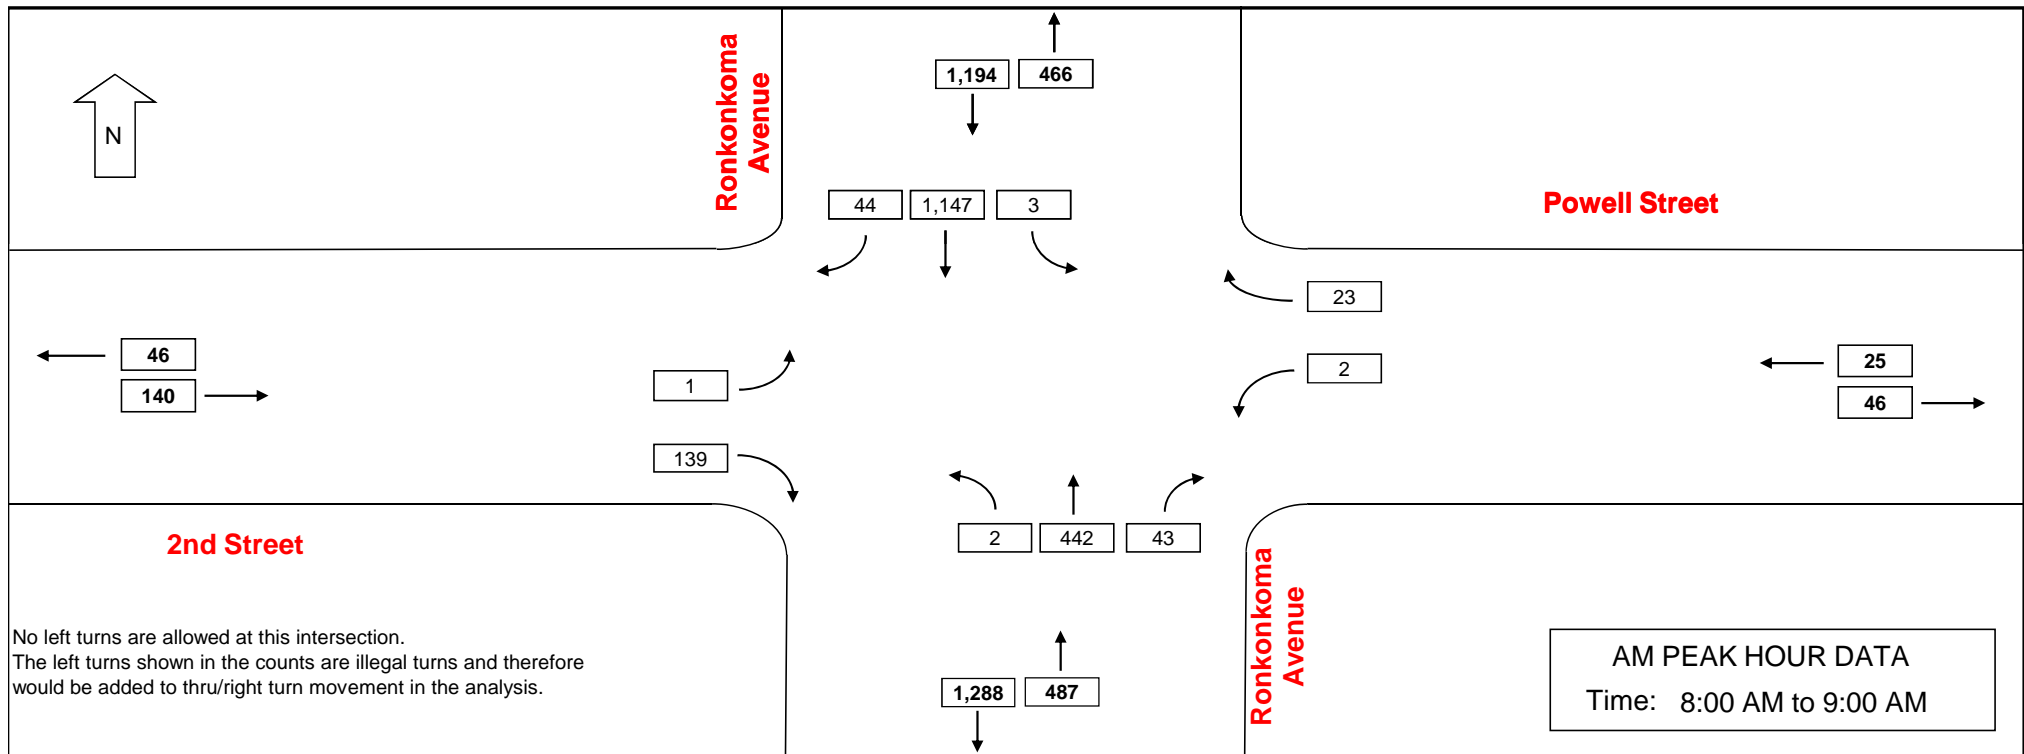 Ronkonkoma
Avenue
1,194
466
N
44
1,147
3
Powell Street
23
46
140
1
2
25
46
139
2
442
43
2nd Street
Ronkonkoma
Avenue
No left turns are allowed at this intersection.
The left turns shown in the counts are illegal turns and therefore
would be added to thru/right turn movement in the analysis.
1,288
487
AM PEAK HOUR DATA
Time: 8:00 AM to 9:00 AM